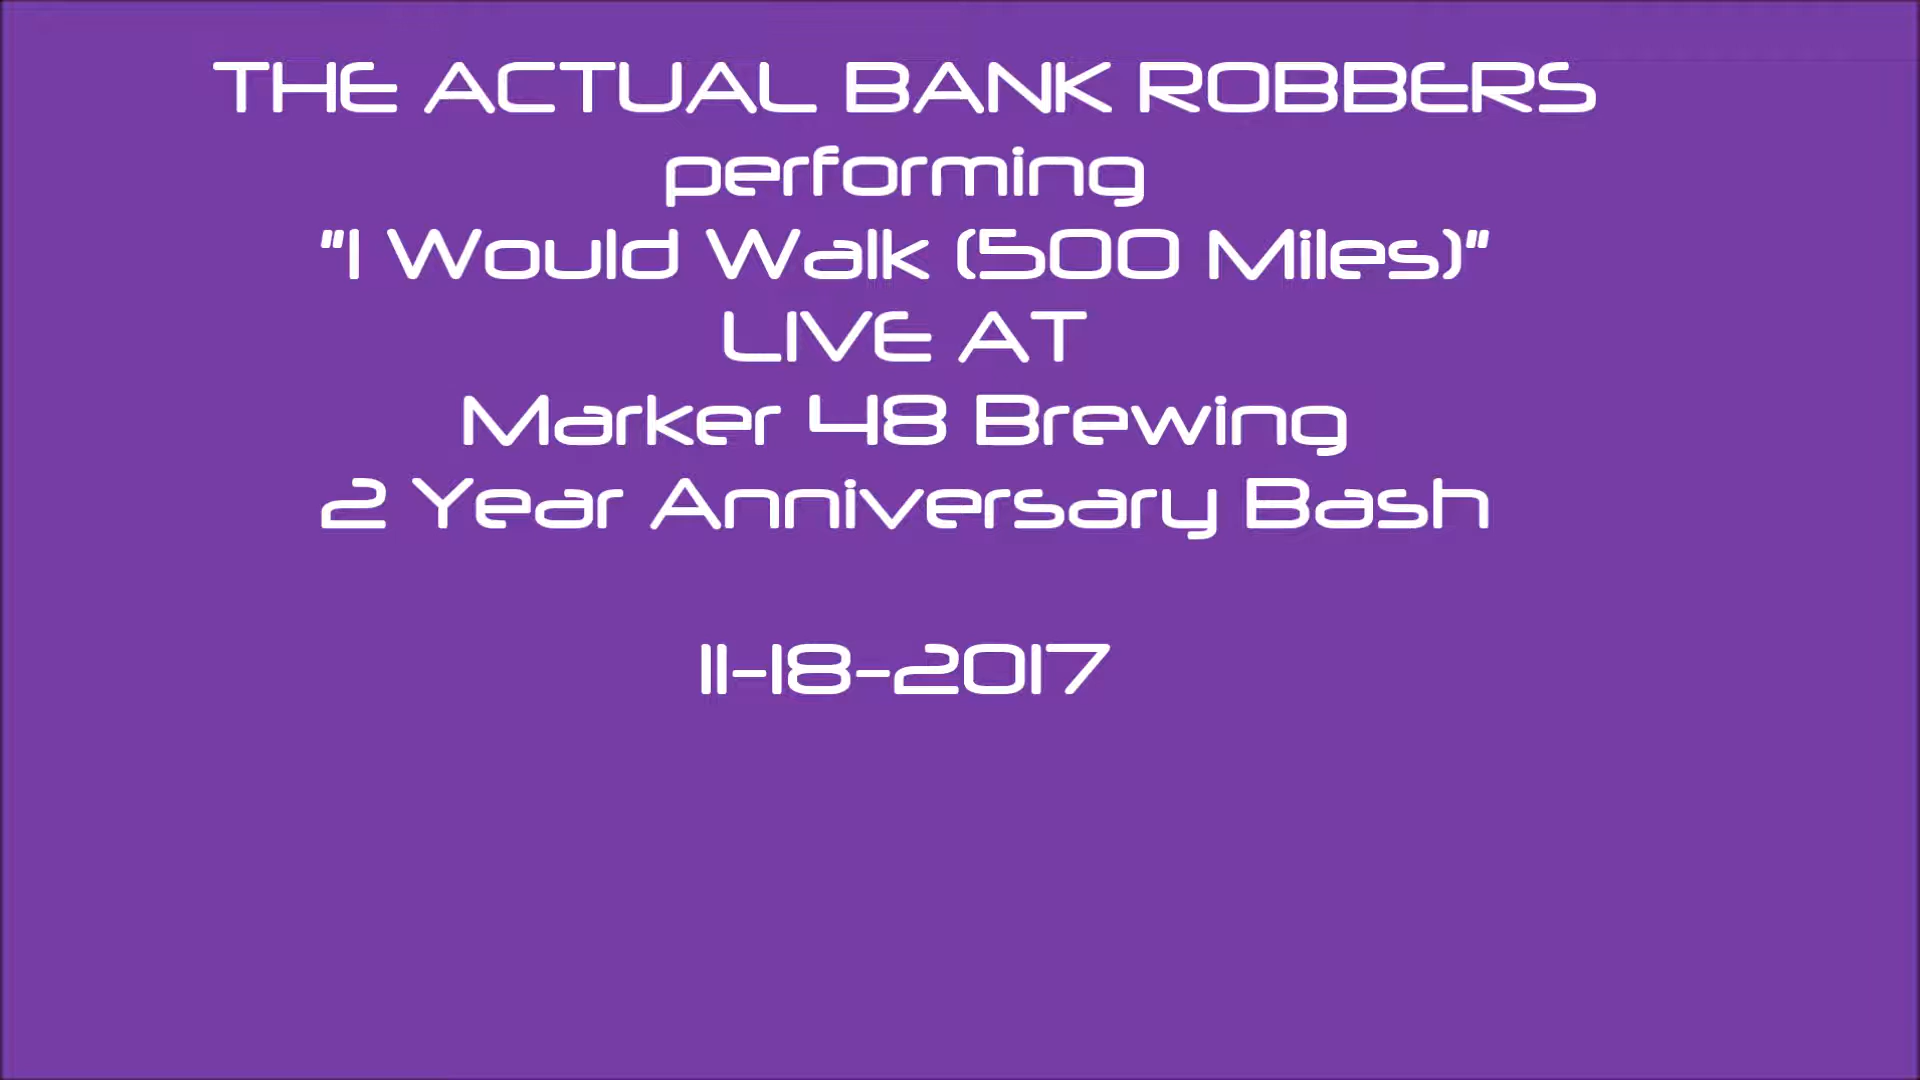 THE ACTUAL BANK ROBBERS
performing
"I Would Walk (500 Miles)"
LIVE AT
Marker 48 Brewing
2 Year Anniversary Bash
11-18-2017